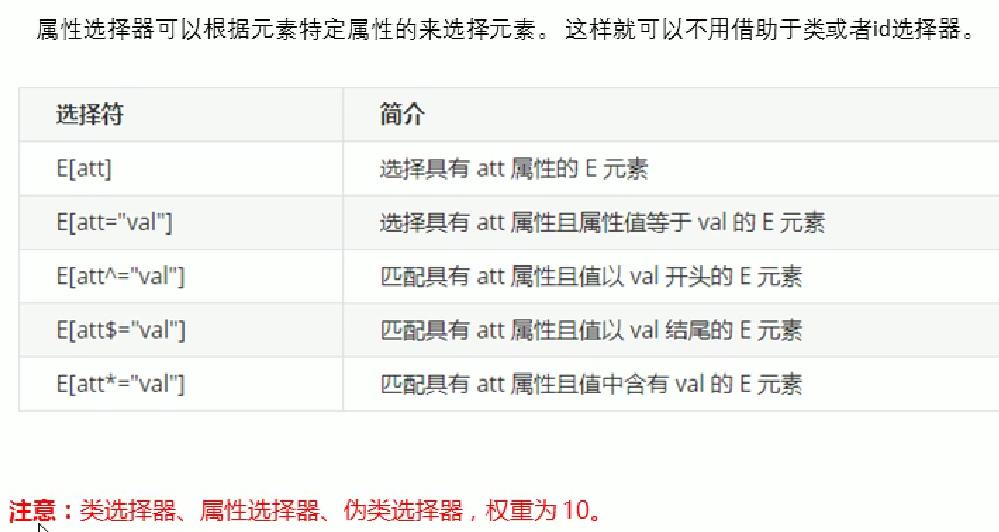 属性选择器可以根据元素特定属性的来选择元素。 这样就可以不用借助于类或者id选择器。
选择符 简介
E[att] 选择具有 att 属性的 E 元素
E[att="val"] 选择具有 att 属性且属性值等于 val 的 E 元素
E[att^="val"] 匹配具有 att 属性且值以 val 开头的 E 元素
E[att$="val"] 匹配具有 att 属性且值以 val 结尾的 E 元素
E[att*="val"] 匹配具有 att 属性且值中含有 val 的 E 元素
注意：类选择器、属性选择器、伪类选择器，权重为 10。